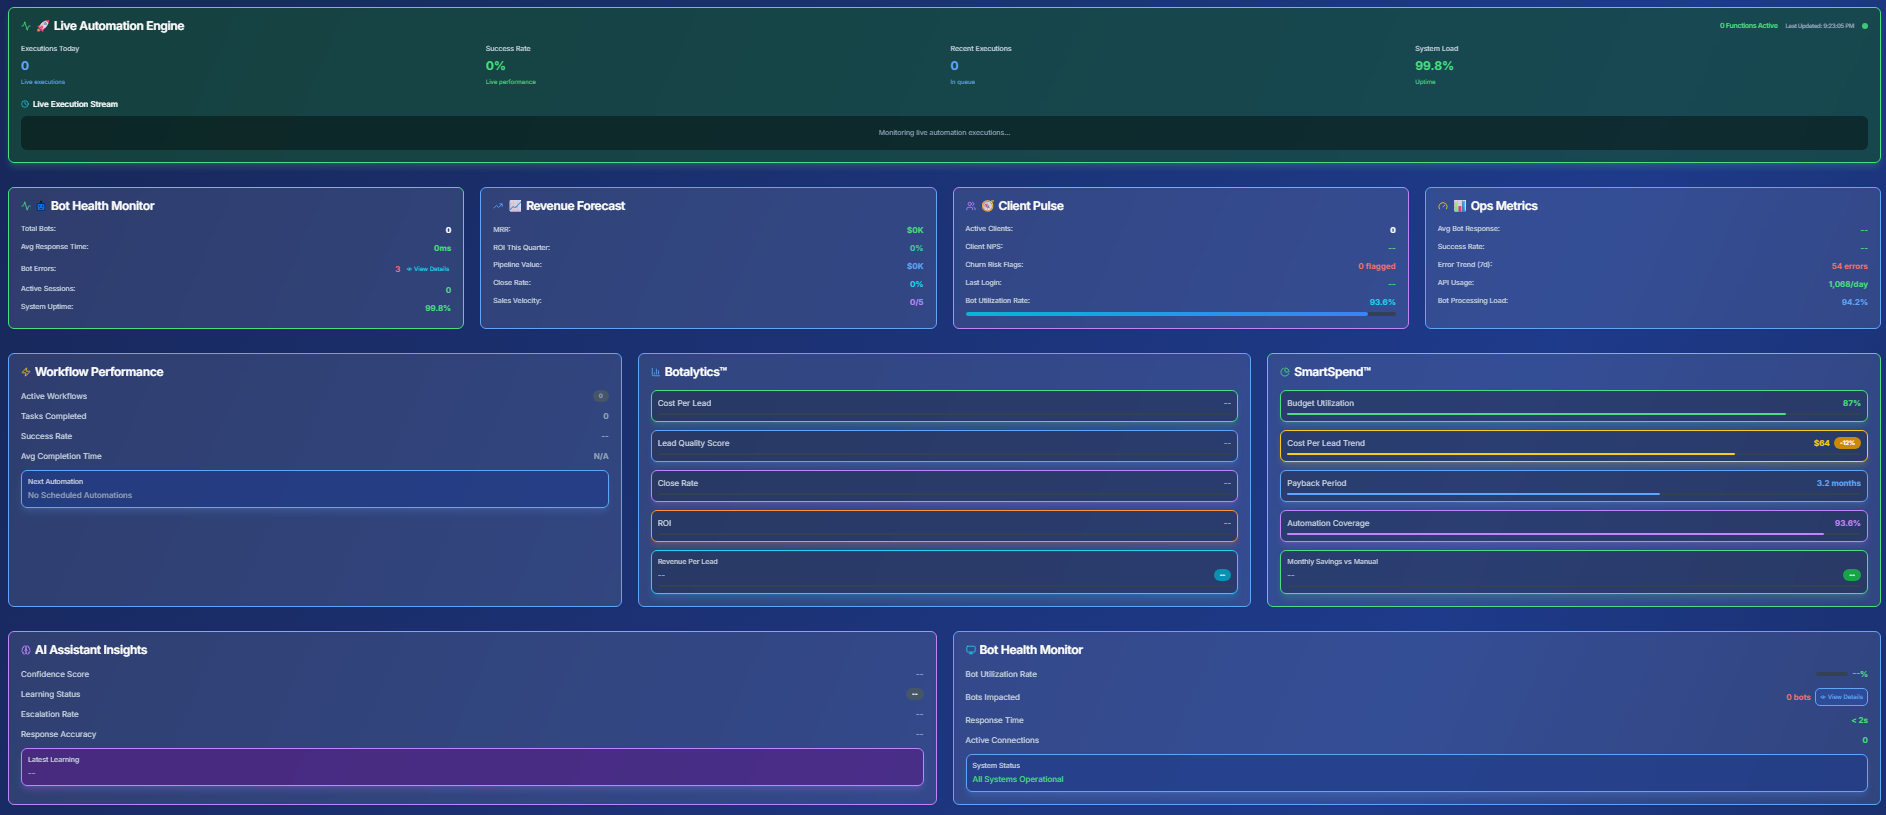 🚀 Live Automation Engine
0 Functions Active Last Updated: 9:23:05 PM
Executions Today
0
Live executions
Success Rate
0%
Live performance
Recent Executions
0
In queue
System Load
99.8%
Uptime
Live Execution Stream
Monitoring live automation executions...
🤖 Bot Health Monitor
Total Bots: 0
Avg Response Time: 0ms
Bot Errors: 3 View Details
Active Sessions: 0
System Uptime: 99.8%
📈 Revenue Forecast
MRR: $0K
ROI This Quarter: 0%
Pipeline Value: $0K
Close Rate: 0%
Sales Velocity: 0/5
🧭 Client Pulse
Active Clients: 0
Client NPS: --
Churn Risk Flags: 0 flagged
Last Login: --
Bot Utilization Rate: 93.6%
📊 Ops Metrics
Avg Bot Response: --
Success Rate: --
Error Trend (7d): 54 errors
API Usage: 1,068/day
Bot Processing Load: 94.2%
Workflow Performance
Active Workflows 0
Tasks Completed 0
Success Rate --
Avg Completion Time N/A
Next Automation
No Scheduled Automations
Botalytics™
Cost Per Lead --
Lead Quality Score --
Close Rate --
ROI --
Revenue Per Lead
-- --
SmartSpend™
Budget Utilization 87%
Cost Per Lead Trend $64 -12%
Payback Period 3.2 months
Automation Coverage 93.6%
Monthly Savings vs Manual
-- --
AI Assistant Insights
Confidence Score --
Learning Status --
Escalation Rate --
Response Accuracy --
Latest Learning
--
Bot Health Monitor
Bot Utilization Rate --%
Bots Impacted 0 bots View Details
Response Time < 2s
Active Connections 0
System Status
All Systems Operational